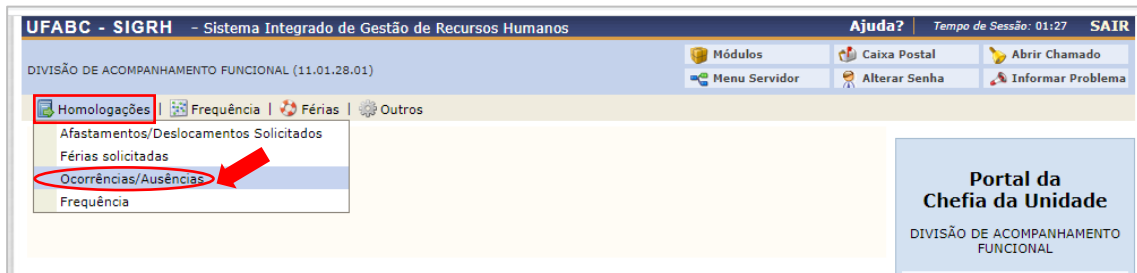 UFABC - SIGRH - Sistema Integrado de Gestão de Recursos Humanos Ajuda? | Tempo de Sessão: 01:27 SAIR
DIVISÃO DE ACOMPANHAMENTO FUNCIONAL (11.01.28.01)
Módulos Caixa Postal Abrir Chamado
Menu Servidor Alterar Senha Informar Problema
Homologações | Frequência | Férias | Outros
Afastamentos/Deslocamentos Solicitados
Férias solicitadas
Ocorrências/Ausências
Frequência
Portal da
Chefia da Unidade
DIVISÃO DE ACOMPANHAMENTO
FUNCIONAL